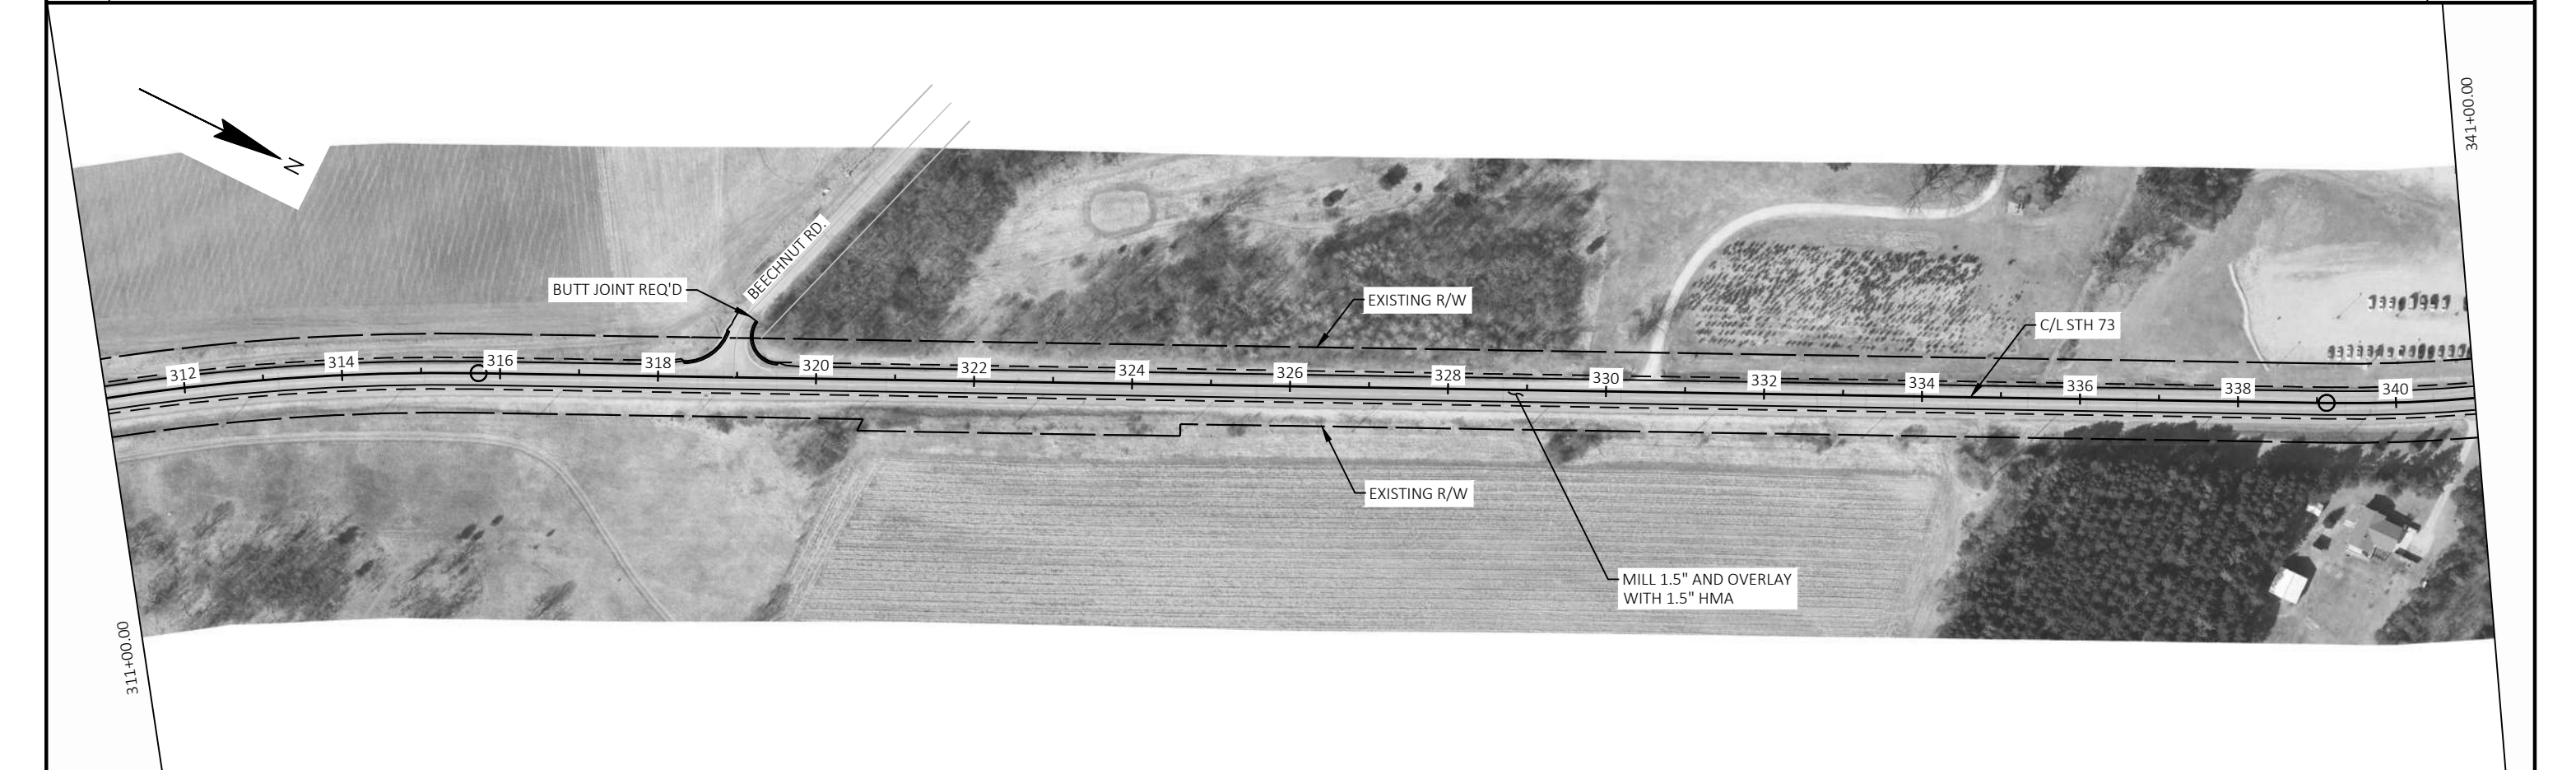 341+00.00
N
BEECHNUT RD.
BUTT JOINT REQ'D
EXISTING R/W
C/L STH 73
312
314
316
318
320
322
324
326
328
330
332
334
336
338
340
EXISTING R/W
MILL 1.5" AND OVERLAY
WITH 1.5" HMA
311+00.00